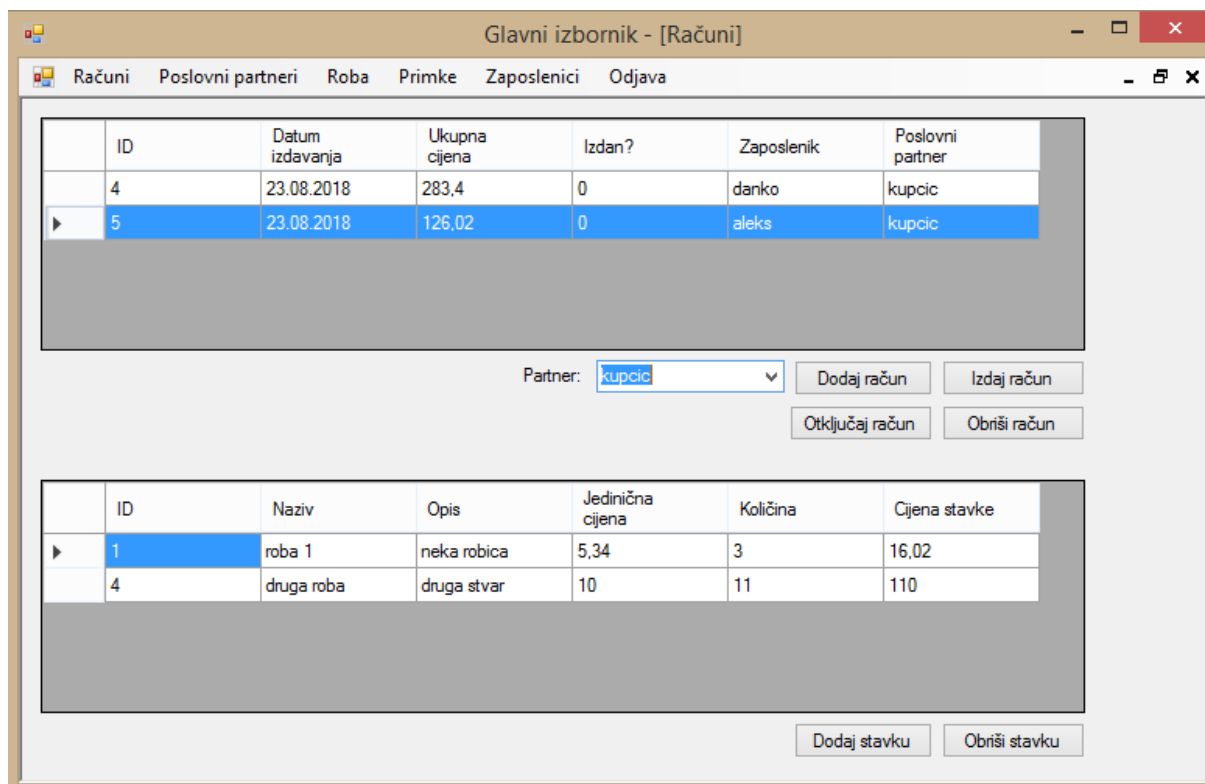 Glavni izbornik - [Računi]
Računi Poslovni partneri Roba Primke Zaposlenici Odjava
ID Datum izdavanja Ukupna cijena Izdan? Zaposlenik Poslovni partner
4 23.08.2018 283,4 0 danko kupcic
5 23.08.2018 126,02 0 aleks kupcic
Partner: kupcic Dodaj račun Izdaj račun
Otključaj račun Obriši račun
ID Naziv Opis Jedinična cijena Količina Cijena stavke
1 roba 1 neka robica 5,34 3 16,02
4 druga roba druga stvar 10 11 110
Dodaj stavku Obriši stavku